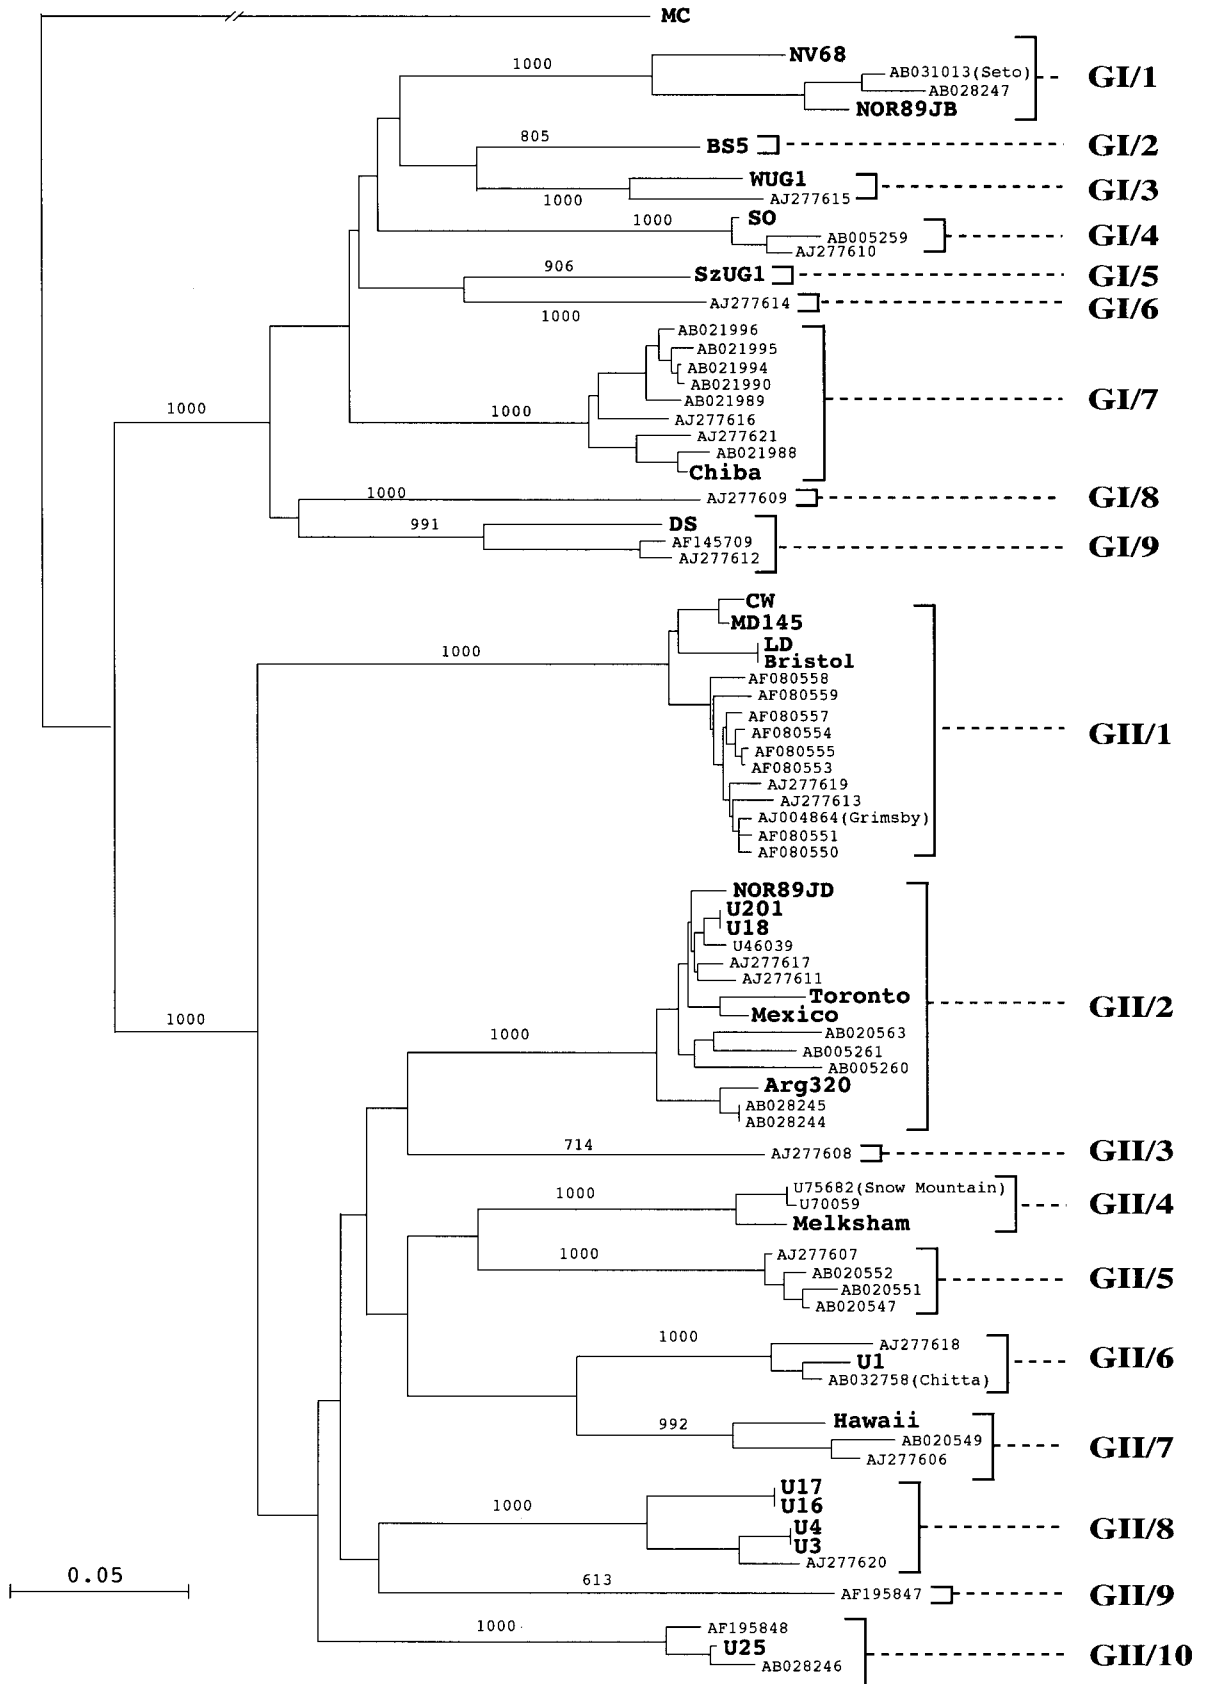 MC
NV68
1000
AB031013(Seto)
GI/1
AB028247
NOR89JB
805
BS5
GI/2
WUG1
GI/3
1000
AJ277615
1000
SO
AB005259
GI/4
AJ277610
906
SzUG1
GI/5
AJ277614
GI/6
1000
AB021996
AB021995
AB021994
AB021990
AB021989
GI/7
1000
1000
AJ277616
AJ277621
AB021988
Chiba
1000
AJ277609
GI/8
991
DS
AF145709
GI/9
AJ277612
CW
MD145
LD
1000
Bristol
AF080558
AF080559
AF080557
AF080554
GII/1
AF080555
AF080553
AJ277619
AJ277613
AJ004864(Grimsby)
AF080551
AF080550
NOR89JD
U201
U18
U46039
AJ277617
AJ277611
Toronto
GII/2
Mexico
1000
1000
AB020563
AB005261
AB005260
Arg320
AB028245
AB028244
714
AJ277608
GII/3
1000
U75682(Snow Mountain)
U70059
GII/4
Melksham
1000
AJ277607
AB020552
GII/5
AB020551
AB020547
1000
AJ277618
U1
GII/6
AB032758(Chitta)
992
Hawaii
AB020549
GII/7
AJ277606
U17
1000
U16
U4
GII/8
U3
AJ277620
0.05
613
AF195847
GII/9
1000
AF195848
U25
GII/10
AB028246